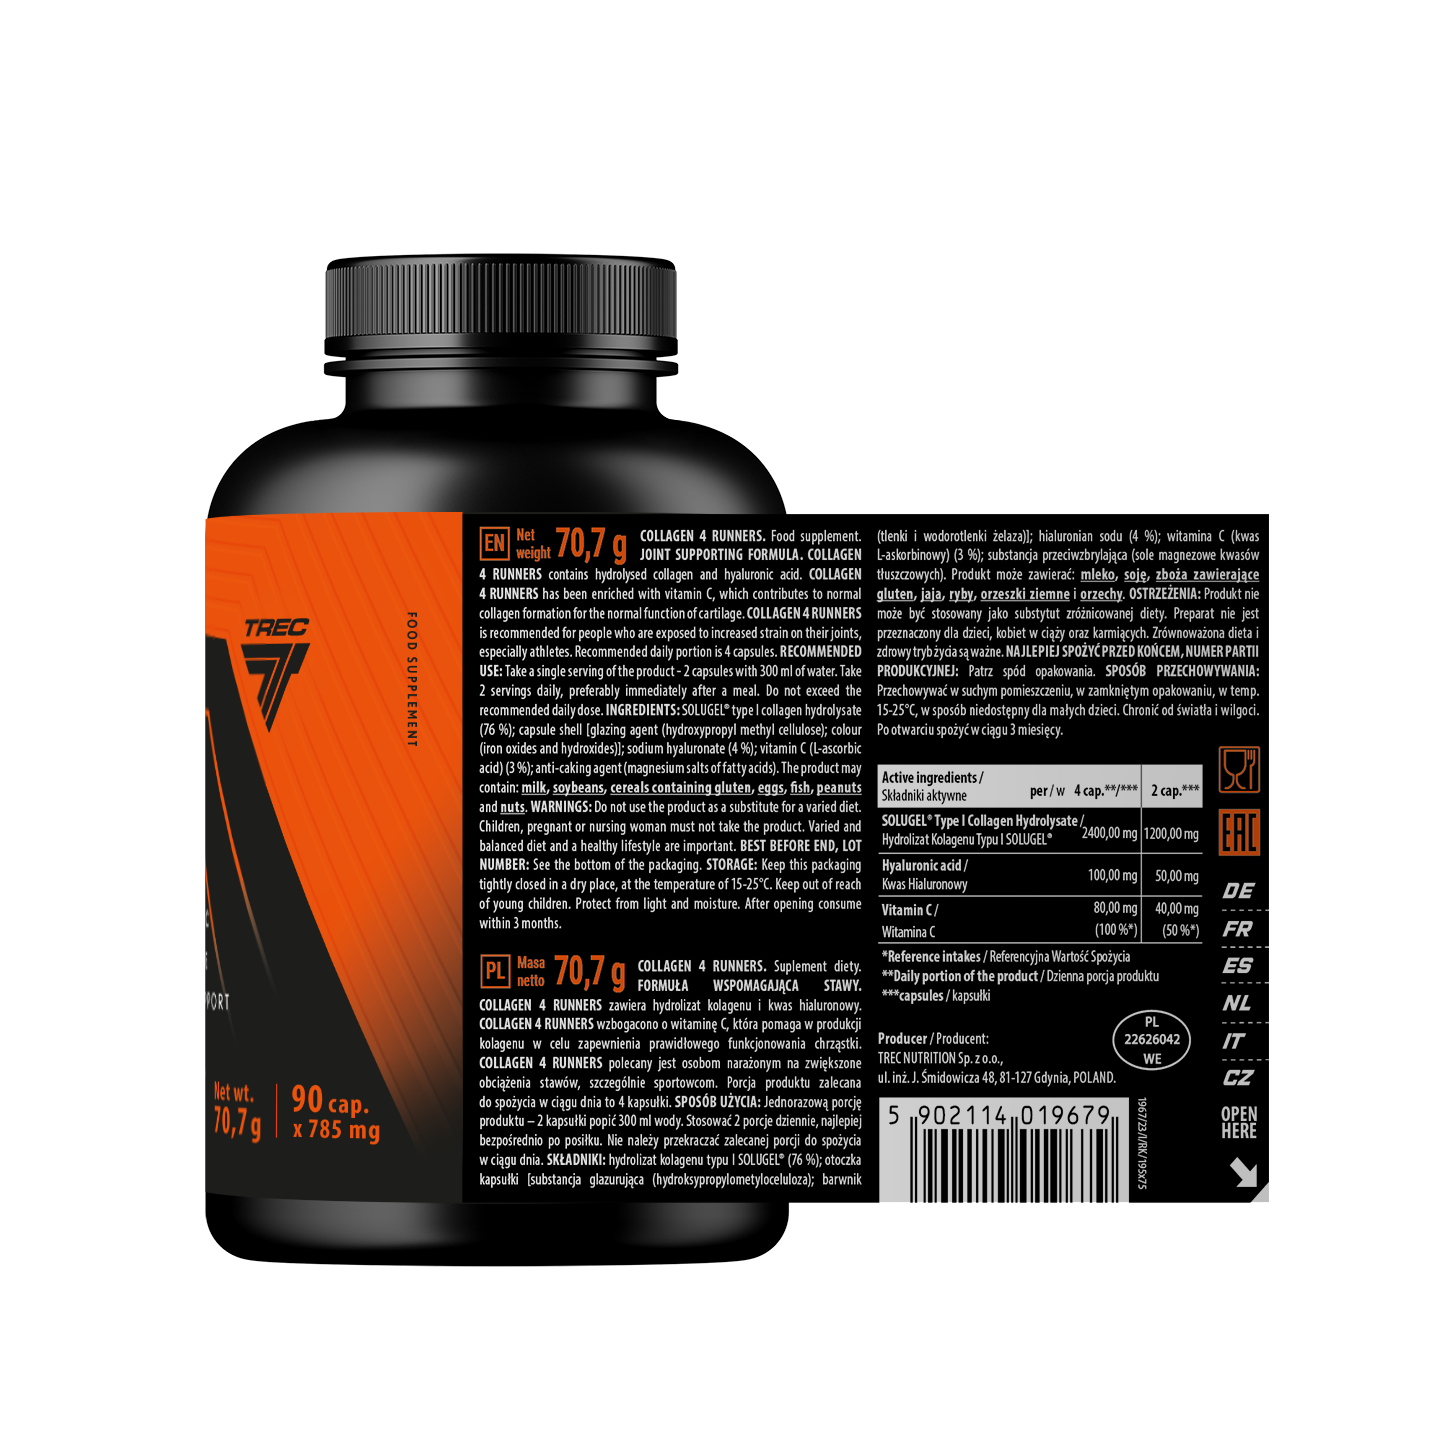 TREC
FOOD SUPPLEMENT
PORT
Net wt.
70,7 g
90 cap.
x 785 mg
EN Net weight 70,7 g COLLAGEN 4 RUNNERS. Food supplement.
JOINT SUPPORTING FORMULA. COLLAGEN
4 RUNNERS contains hydrolysed collagen and hyaluronic acid. COLLAGEN
4 RUNNERS has been enriched with vitamin C, which contributes to normal
collagen formation for the normal function of cartilage. COLLAGEN 4 RUNNERS
is recommended for people who are exposed to increased strain on their joints,
especially athletes. Recommended daily portion is 4 capsules. RECOMMENDED
USE: Take a single serving of the product - 2 capsules with 300 ml of water. Take
2 servings daily, preferably immediately after a meal. Do not exceed the
recommended daily dose. INGREDIENTS: SOLUGEL® type I collagen hydrolysate
(76 %); capsule shell [glazing agent (hydroxypropyl methyl cellulose); colour
(iron oxides and hydroxides)]; sodium hyaluronate (4 %); vitamin C (L-ascorbic
acid) (3 %); anti-caking agent (magnesium salts of fatty acids). The product may
contain: milk, soybeans, cereals containing gluten, eggs, fish, peanuts
and nuts. WARNINGS: Do not use the product as a substitute for a varied diet.
Children, pregnant or nursing woman must not take the product. Varied and
balanced diet and a healthy lifestyle are important. BEST BEFORE END, LOT
NUMBER: See the bottom of the packaging. STORAGE: Keep this packaging
tightly closed in a dry place, at the temperature of 15-25°C. Keep out of reach
of young children. Protect from light and moisture. After opening consume
within 3 months.
PL Masa netto 70,7 g COLLAGEN 4 RUNNERS. Suplement diety.
FORMUŁA WSPOMAGAJĄCA STAWY.
COLLAGEN 4 RUNNERS zawiera hydrolizat kolagenu i kwas hialuronowy.
COLLAGEN 4 RUNNERS wzbogacono o witaminę C, która pomaga w produkcji
kolagenu w celu zapewnienia prawidłowego funkcjonowania chrząstki.
COLLAGEN 4 RUNNERS polecany jest osobom narażonym na zwiększone
obciążenia stawów, szczególnie sportowcom. Porcja produktu zalecana
do spożycia w ciągu dnia to 4 kapsułki. SPOSÓB UŻYCIA: Jednorazową porcję
produktu – 2 kapsułki popić 300 ml wody. Stosować 2 porcje dziennie, najlepiej
bezpośrednio po posiłku. Nie należy przekraczać zalecanej porcji do spożycia
w ciągu dnia. SKŁADNIKI: hydrolizat kolagenu typu I SOLUGEL® (76 %); otoczka
kapsułki [substancja glazurująca (hydroksypropylometyloceluloza); barwnik
(tlenki i wodorotlenki żelaza)]; hialuronian sodu (4 %); witamina C (kwas
L-askorbinowy) (3 %); substancja przeciwzbrylająca (sole magnezowe kwasów
tłuszczowych). Produkt może zawierać: mleko, soję, zboża zawierające
gluten, jaja, ryby, orzeszki ziemne i orzechy. OSTRZEŻENIA: Produkt nie
może być stosowany jako substytut zróżnicowanej diety. Preparat nie jest
przeznaczony dla dzieci, kobiet w ciąży oraz karmiących. Zrównoważona dieta i
zdrowy tryb życia są ważne. NAJLEPIEJ SPOŻYĆ PRZED KOŃCEM, NUMER PARTII
PRODUKCYJNEJ: Patrz spód opakowania. SPOSÓB PRZECHOWYWANIA:
Przechowywać w suchym pomieszczeniu, w zamkniętym opakowaniu, w temp.
15-25°C, w sposób niedostępny dla małych dzieci. Chronić od światła i wilgoci.
Po otwarciu spożyć w ciągu 3 miesięcy.
Active ingredients /
Składniki aktywne per / w 4 cap.**/*** 2 cap.***
SOLUGEL® Type I Collagen Hydrolysate /
Hydrolizat Kolagenu Typu I SOLUGEL® 2400,00 mg 1200,00 mg
Hyaluronic acid /
Kwas Hialuronowy 100,00 mg 50,00 mg
Vitamin C / 80,00 mg 40,00 mg
Witamina C (100 %*) (50 %*)
*Reference intakes / Referencyjna Wartość Spożycia
**Daily portion of the product / Dzienna porcja produktu
***capsules / kapsułki
Producer / Producent:
TREC NUTRITION Sp. z o.o.,
ul. inż. J. Śmidowicza 48, 81-127 Gdynia, POLAND.
PL
22626042
WE
5 902114 019679
1967/23/I/RK/195x75
EAC
DE
FR
ES
NL
IT
CZ
OPEN
HERE